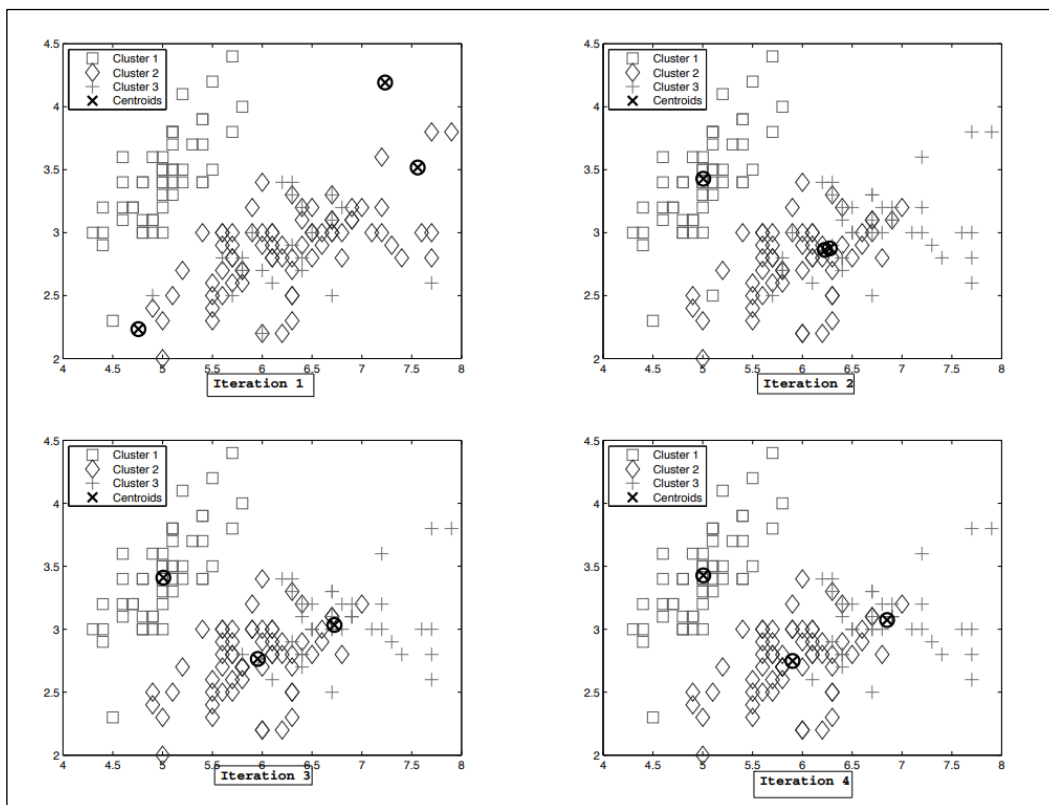 4.5
4
3.5
3
2.5
2
Cluster 1
Cluster 2
Cluster 3
Centroids
4 4.5 5 5.5 6 6.5 7 7.5 8
Iteration 1
4.5
4
3.5
3
2.5
2
Cluster 1
Cluster 2
Cluster 3
Centroids
4 4.5 5 5.5 6 6.5 7 7.5 8
Iteration 2
4.5
4
3.5
3
2.5
2
Cluster 1
Cluster 2
Cluster 3
Centroids
4 4.5 5 5.5 6 6.5 7 7.5 8
Iteration 3
4.5
4
3.5
3
2.5
2
Cluster 1
Cluster 2
Cluster 3
Centroids
4 4.5 5 5.5 6 6.5 7 7.5 8
Iteration 4